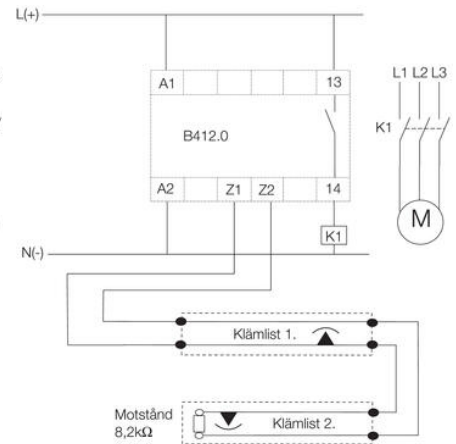 L(+)
A1 13
L1 L2 L3
K1
B412.0
A2 Z1 Z2 14
M
K1
N(-)
Klämlist 1.
Motstånd
8,2kΩ
Klämlist 2.